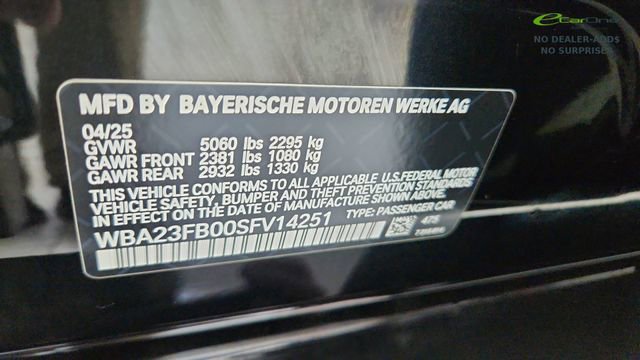 eCarOne
NO DEALER-ADDS
NO SURPRISES
MFD BY BAYERISCHE MOTOREN WERKE AG
04/25
GVWR 5060 lbs 2295 kg
GAWR FRONT 2381 lbs 1080 kg
GAWR REAR 2932 lbs 1330 kg
THIS VEHICLE CONFORMS TO ALL APPLICABLE U.S.FEDERAL MOTOR
VEHICLE SAFETY, BUMPER AND THEFT PREVENTION STANDARDS
IN EFFECT ON THE DATE OF MANUFACTURE SHOWN ABOVE.
WBA23FB00SFV14251 TYPE: PASSENGER CAR
475